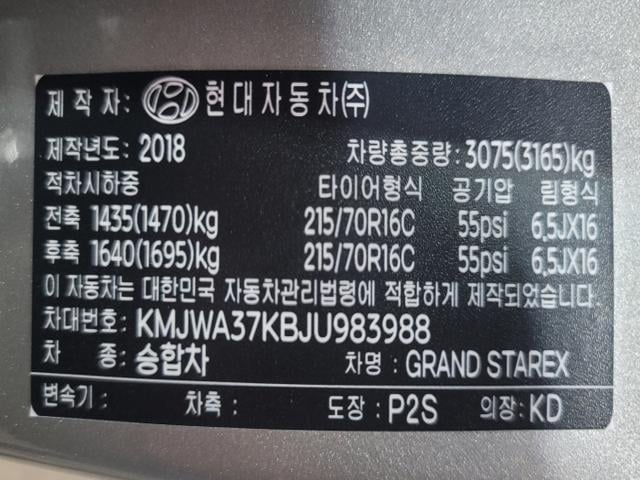 제 작 자: 현대자동차(주)
제작년도: 2018 차량총중량: 3075(3165)kg
적차시하중 타이어형식 공기압 림형식
전축 1435(1470)kg 215/70R16C 55psi 6.5JX16
후축 1640(1695)kg 215/70R16C 55psi 6.5JX16
이 자동차는 대한민국 자동차관리법령에 적합하게 제작되었습니다.
차대번호: KMJWA37KBJU983988
차 종: 승합차 차명: GRAND STAREX
변속기: 차축: 도장: P2S 의장: KD